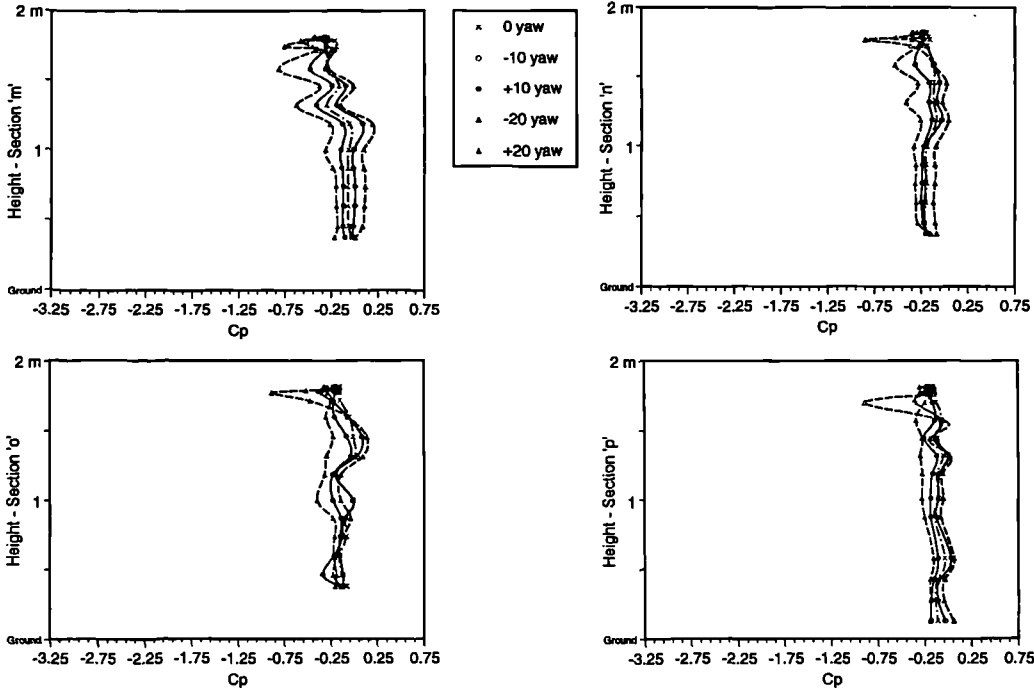 2 m
Height - Section 'm'
1
Ground
-3.25 -2.75 -2.25 -1.75 -1.25 -0.75 -0.25 0.25 0.75
Cp
0 yaw
-10 yaw
+10 yaw
-20 yaw
+20 yaw
2 m
Height - Section 'n'
1
Ground
-3.25 -2.75 -2.25 -1.75 -1.25 -0.75 -0.25 0.25 0.75
Cp
2 m
Height - Section 'o'
1
Ground
-3.25 -2.75 -2.25 -1.75 -1.25 -0.75 -0.25 0.25 0.75
Cp
2 m
Height - Section 'p'
1
Ground
-3.25 -2.75 -2.25 -1.75 -1.25 -0.75 -0.25 0.25 0.75
Cp